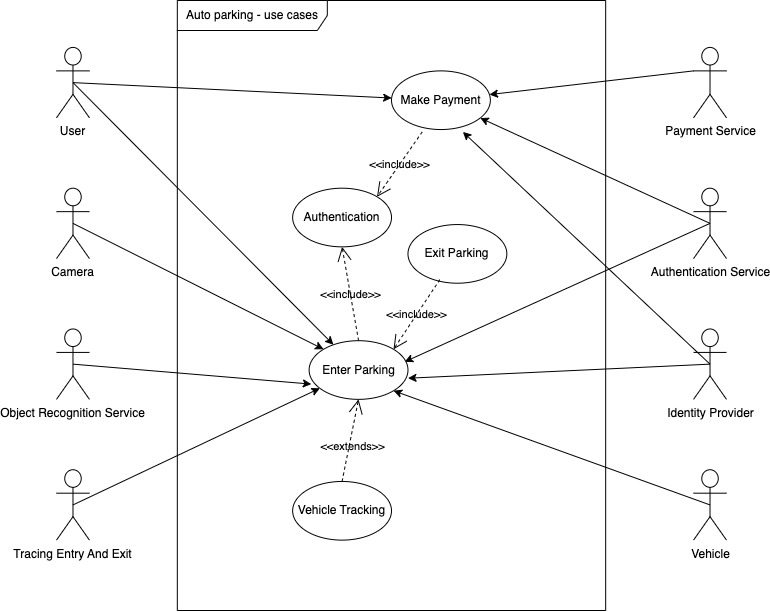 Auto parking - use cases
User
Make Payment
Payment Service
<<include>>
Authentication
Camera
Exit Parking
Authentication Service
<<include>>
<<include>>
Enter Parking
Object Recognition Service
Identity Provider
<<extends>>
Vehicle Tracking
Tracing Entry And Exit
Vehicle